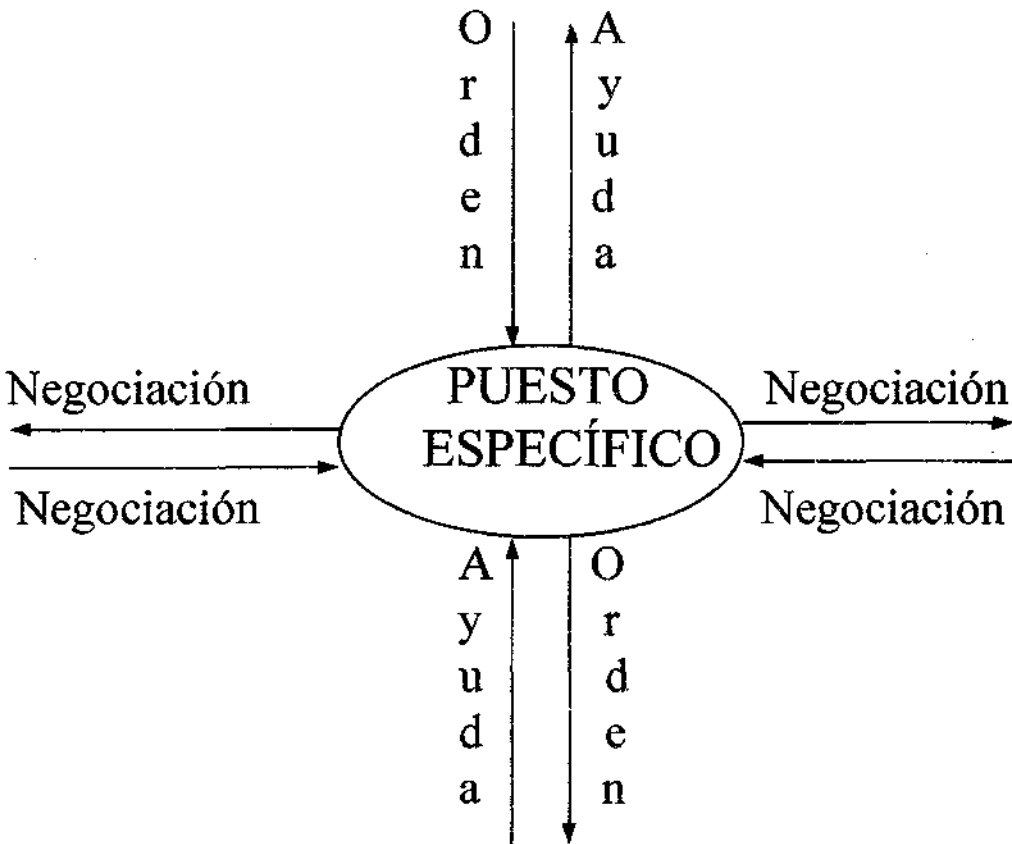 Orden
Ayuda
Negociación
Negociación
PUESTO
ESPECÍFICO
Negociación
Negociación
Ayuda
Orden